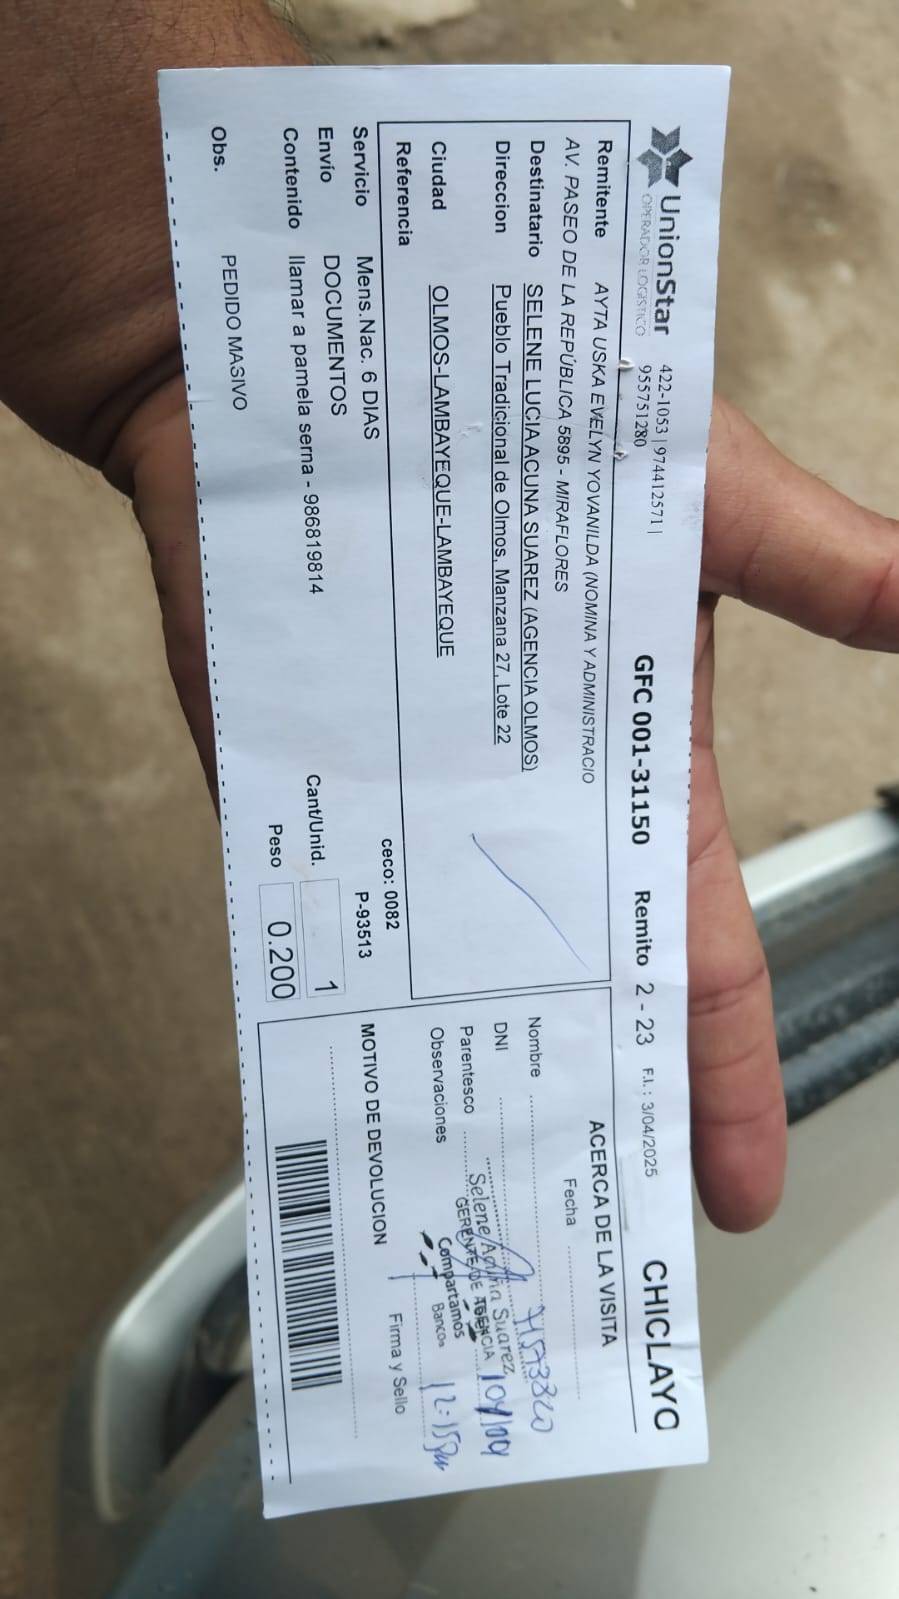 UnionStar
OPERADOR LOGISTICO
422-1053 | 974412571 |
955751280
GFC 001-31150 Remito 2 - 23 F.I.: 3/04/2025 CHICLAYO
Remitente AYTA USKA EVELYN YOVANILDA (NOMINA Y ADMINISTRACIO
AV. PASEO DE LA REPÚBLICA 5895 - MIRAFLORES
Destinatario SELENE LUCIA ACUNA SUAREZ (AGENCIA OLMOS)
Direccion Pueblo Tradicional de Olmos, Manzana 27, Lote 22
Ciudad OLMOS-LAMBAYEQUE-LAMBAYEQUE
Referencia
ceco: 0082
Servicio Mens.Nac. 6 DIAS P-93513
Envío DOCUMENTOS Cant/Unid. 1
Contenido llamar a pamela serna - 986819814 Peso 0.200
Obs. PEDIDO MASIVO
ACERCA DE LA VISITA
Fecha
Nombre
DNI
Parentesco
Observaciones
Suarez
GERENTE DE AGENCIA
10/04
Compartamos
Banco
12:15pm
Firma y Sello
MOTIVO DE DEVOLUCION